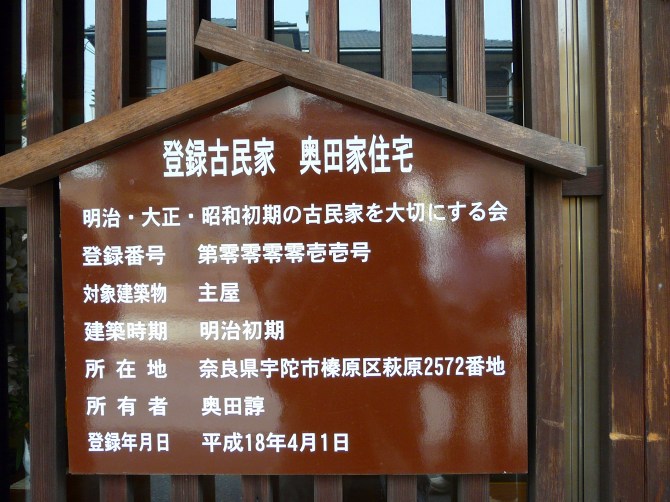 登録古民家 奥田家住宅
明治・大正・昭和初期の古民家を大切にする会
登録番号 第零零零零壱壱号
対象建築物 主屋
建築時期 明治初期
所在地 奈良県宇陀市榛原区萩原2572番地
所有者 奥田諄
登録年月日 平成18年4月1日